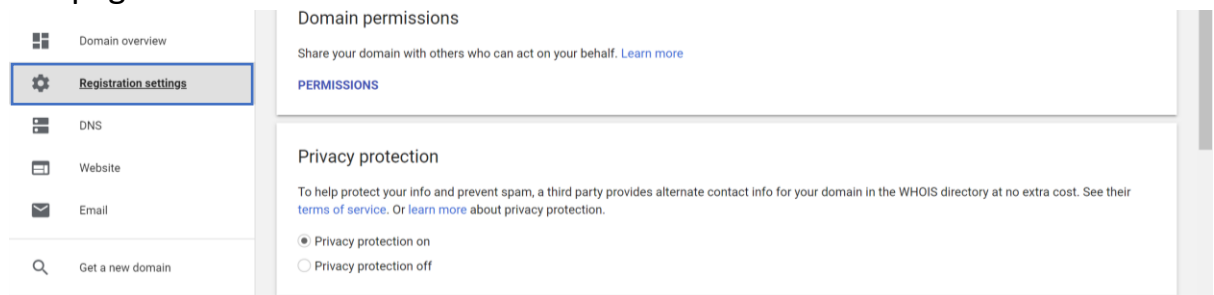 Domain overview
Registration settings
DNS
Website
Email
Get a new domain
Domain permissions
Share your domain with others who can act on your behalf. Learn more
PERMISSIONS
Privacy protection
To help protect your info and prevent spam, a third party provides alternate contact info for your domain in the WHOIS directory at no extra cost. See their
terms of service. Or learn more about privacy protection.
Privacy protection on
Privacy protection off